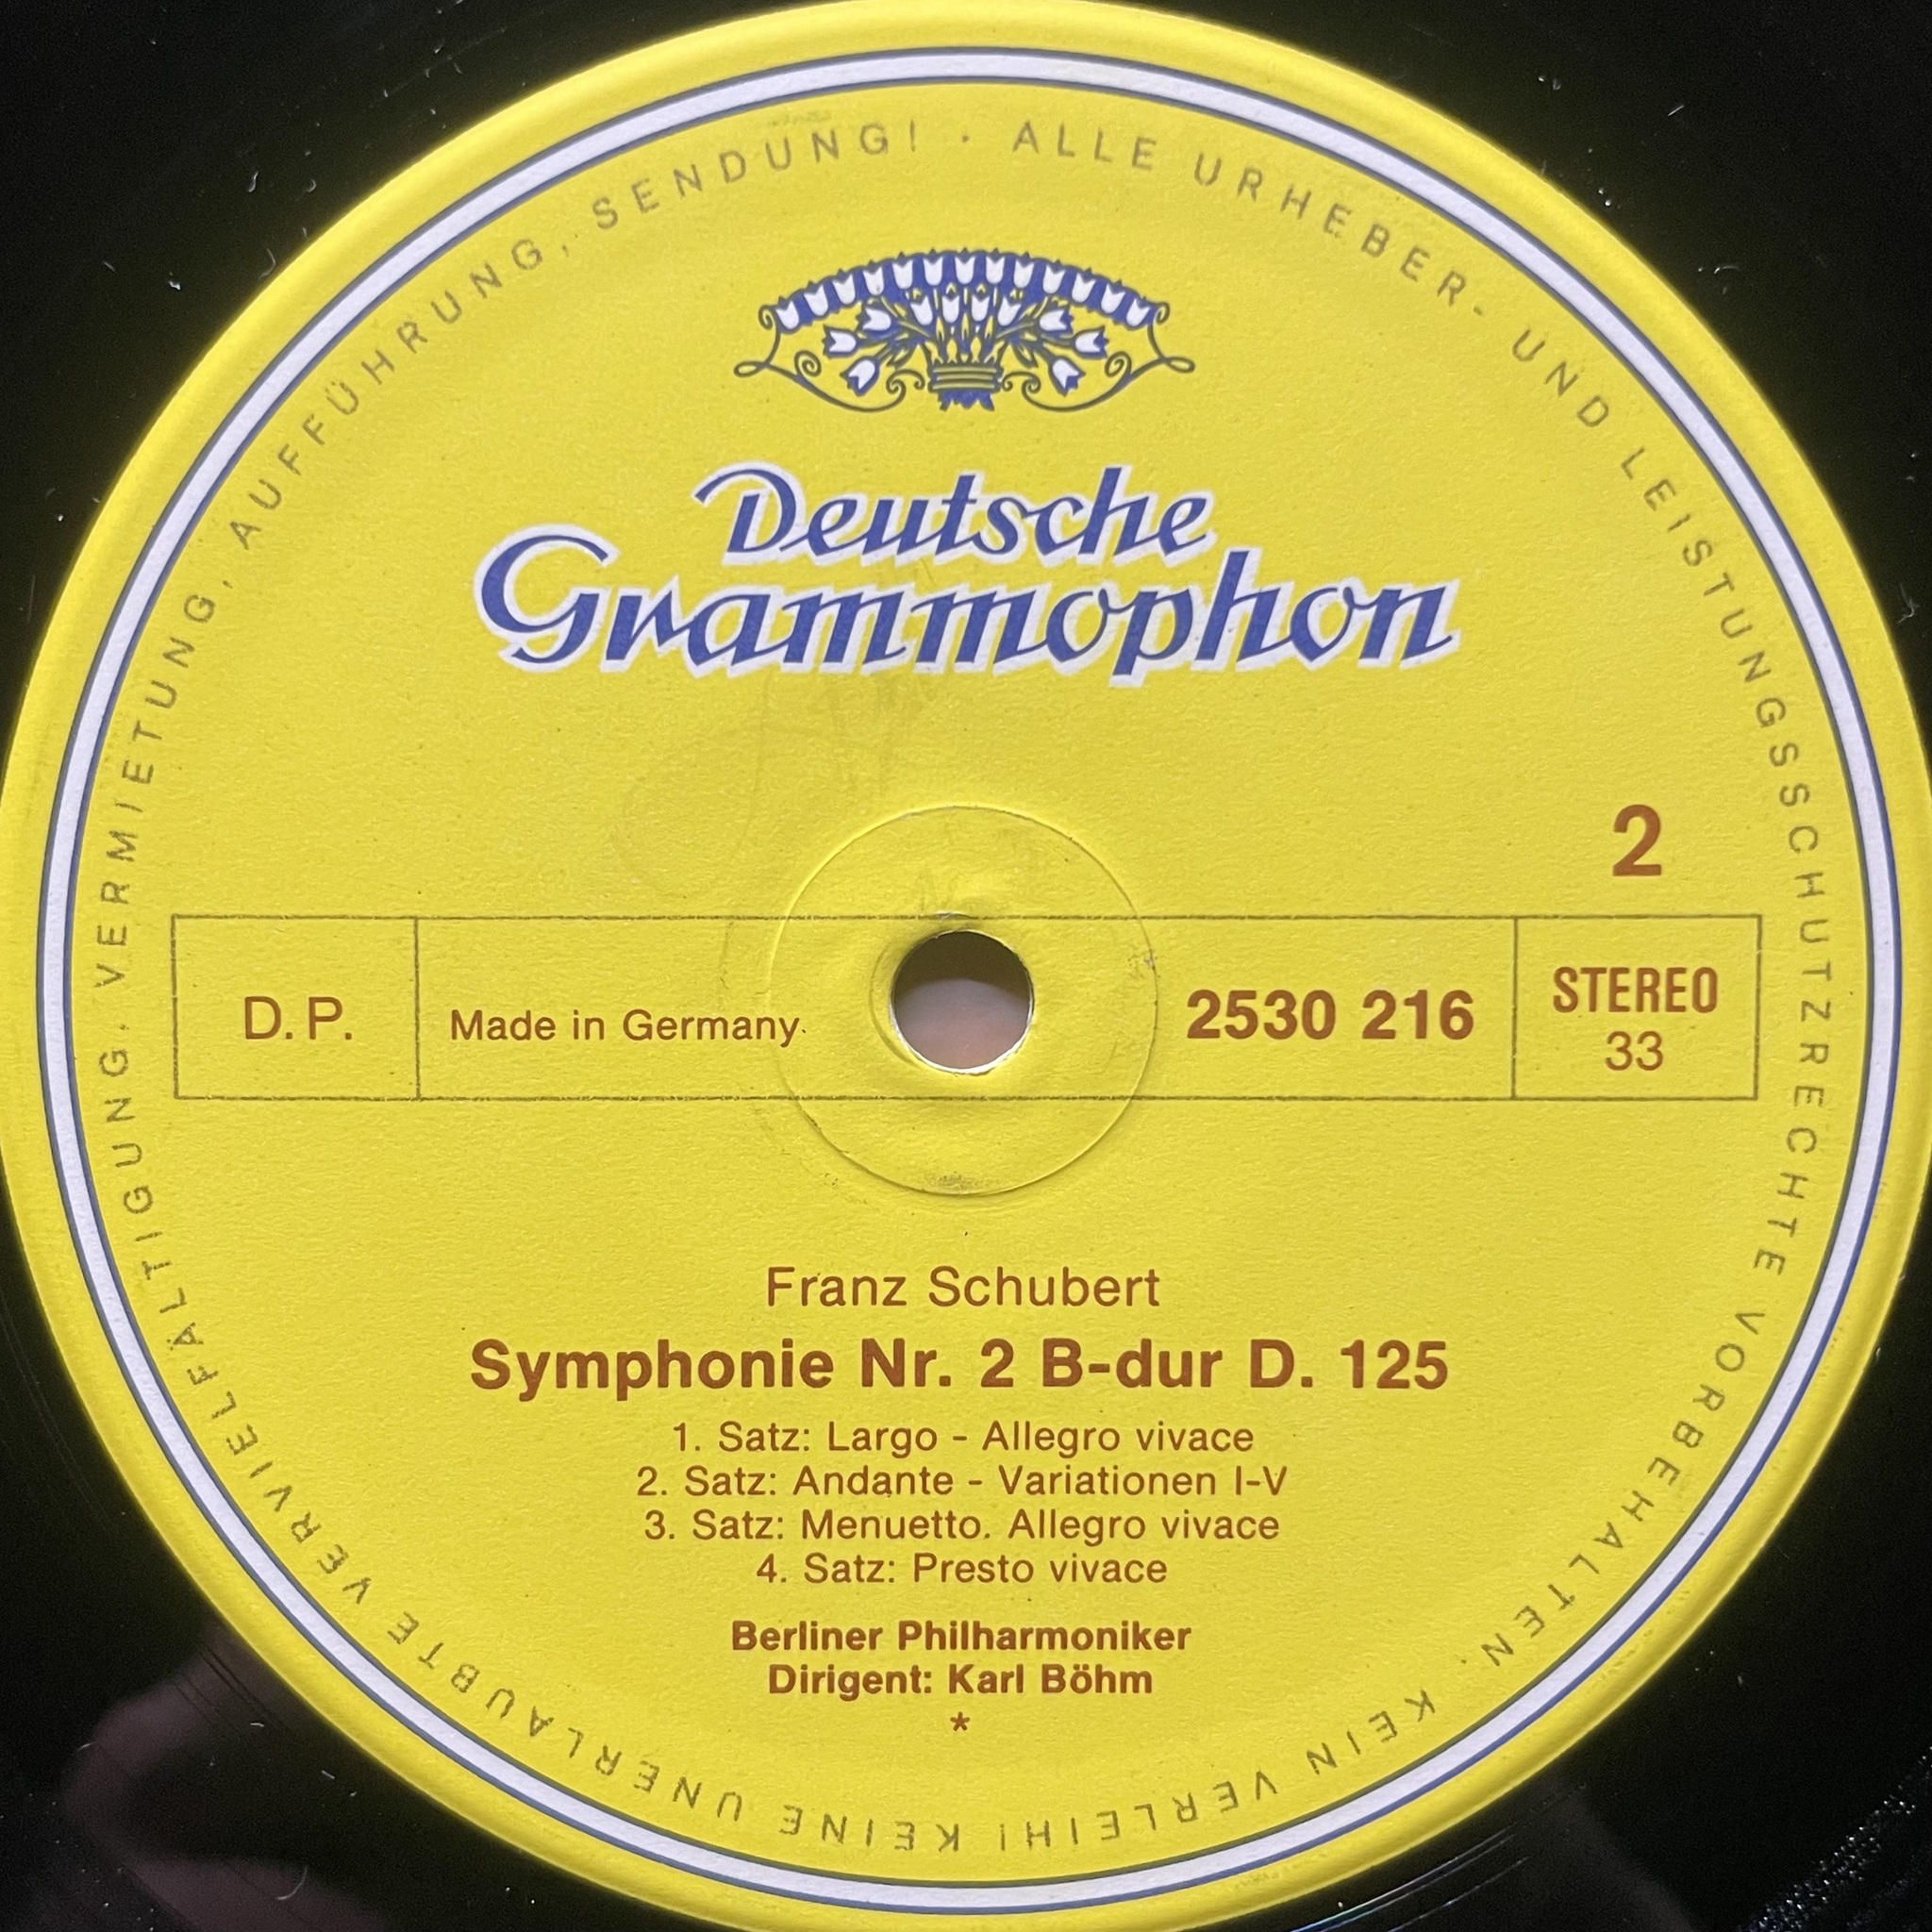 ALLE URHEBER- UND LEISTUNGSSCHUTZRECHTE VORBEHALTEN. KEIN VERLEIH! KEINE UNERLAUBTE VERVIELFÄLTIGUNG, VERMIETUNG, AUFFÜHRUNG, SENDUNG! ·
Deutsche
Grammophon
2
D. P.
Made in Germany
2530 216
STEREO
33
Franz Schubert
Symphonie Nr. 2 B-dur D. 125
1. Satz: Largo - Allegro vivace
2. Satz: Andante - Variationen I-V
3. Satz: Menuetto. Allegro vivace
4. Satz: Presto vivace
Berliner Philharmoniker
Dirigent: Karl Böhm
*